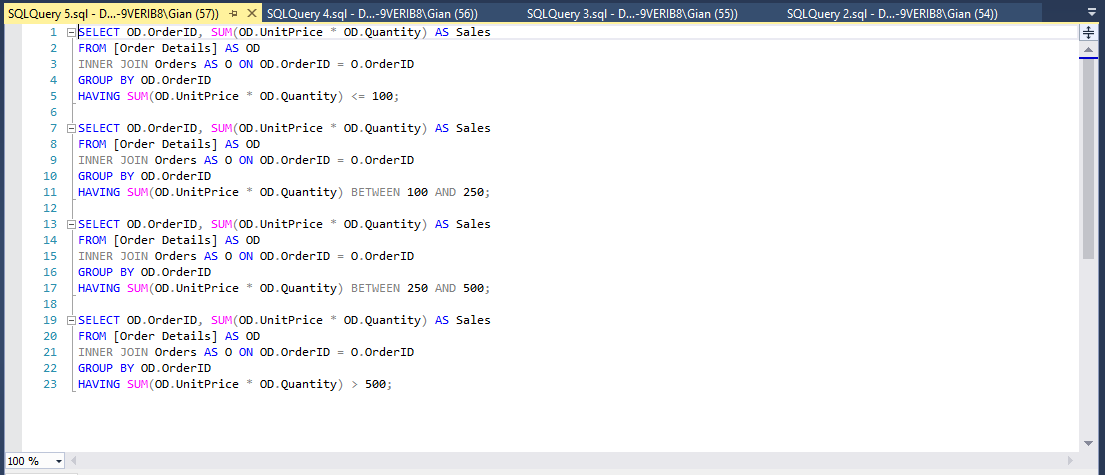 SQLQuery 5.sql - D...-9VERIB8\Gian (57)) SQLQuery 4.sql - D...-9VERIB8\Gian (56)) SQLQuery 3.sql - D...-9VERIB8\Gian (55)) SQLQuery 2.sql - D...-9VERIB8\Gian (54))
1 SELECT OD.OrderID, SUM(OD.UnitPrice * OD.Quantity) AS Sales
2 FROM [Order Details] AS OD
3 INNER JOIN Orders AS O ON OD.OrderID = O.OrderID
4 GROUP BY OD.OrderID
5 HAVING SUM(OD.UnitPrice * OD.Quantity) <= 100;
6
7 SELECT OD.OrderID, SUM(OD.UnitPrice * OD.Quantity) AS Sales
8 FROM [Order Details] AS OD
9 INNER JOIN Orders AS O ON OD.OrderID = O.OrderID
10 GROUP BY OD.OrderID
11 HAVING SUM(OD.UnitPrice * OD.Quantity) BETWEEN 100 AND 250;
12
13 SELECT OD.OrderID, SUM(OD.UnitPrice * OD.Quantity) AS Sales
14 FROM [Order Details] AS OD
15 INNER JOIN Orders AS O ON OD.OrderID = O.OrderID
16 GROUP BY OD.OrderID
17 HAVING SUM(OD.UnitPrice * OD.Quantity) BETWEEN 250 AND 500;
18
19 SELECT OD.OrderID, SUM(OD.UnitPrice * OD.Quantity) AS Sales
20 FROM [Order Details] AS OD
21 INNER JOIN Orders AS O ON OD.OrderID = O.OrderID
22 GROUP BY OD.OrderID
23 HAVING SUM(OD.UnitPrice * OD.Quantity) > 500;
100 %